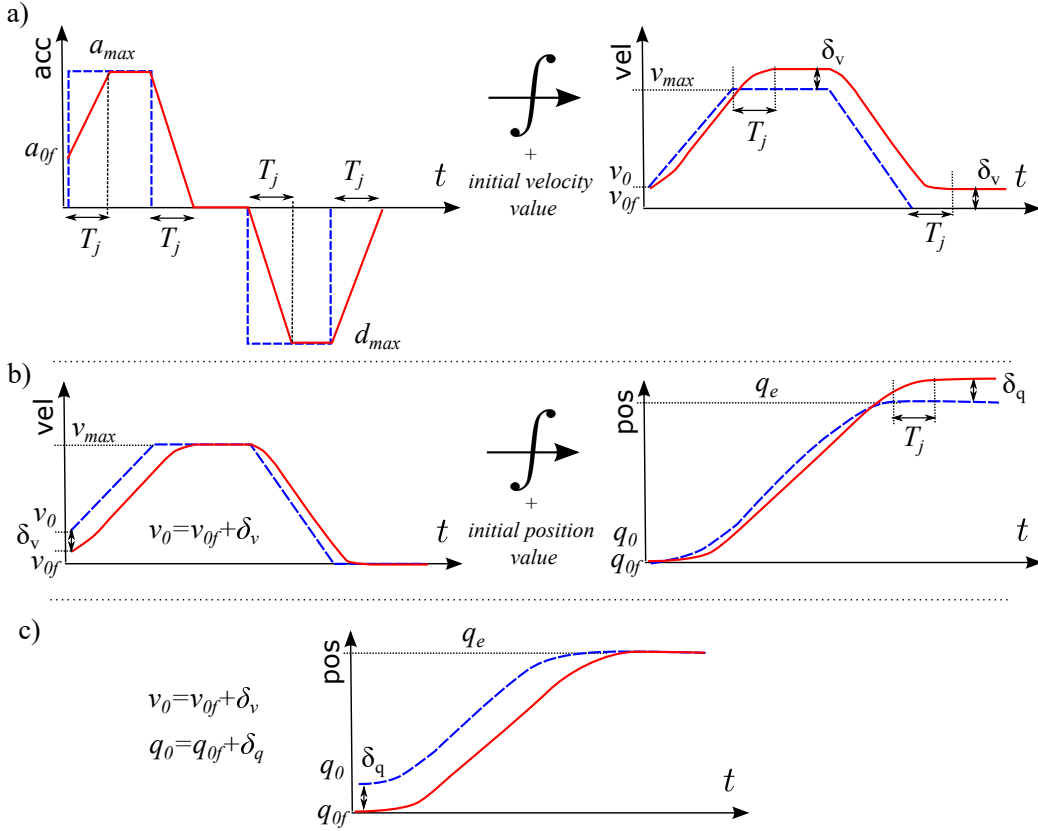 a)
acc
a_max
a_0f
T_j
T_j
T_j
T_j
t
d_max
∫
+
initial velocity
value
vel
v_max
δ_v
T_j
v_0
v_0f
δ_v
t
T_j
b)
vel
v_max
v_0
δ_v
v_0f
v_0=v_0f+δ_v
t
∫
+
initial position
value
pos
q_e
δ_q
T_j
q_0
q_0f
t
c)
v_0=v_0f+δ_v
q_0=q_0f+δ_q
pos
q_e
q_0
δ_q
q_0f
t